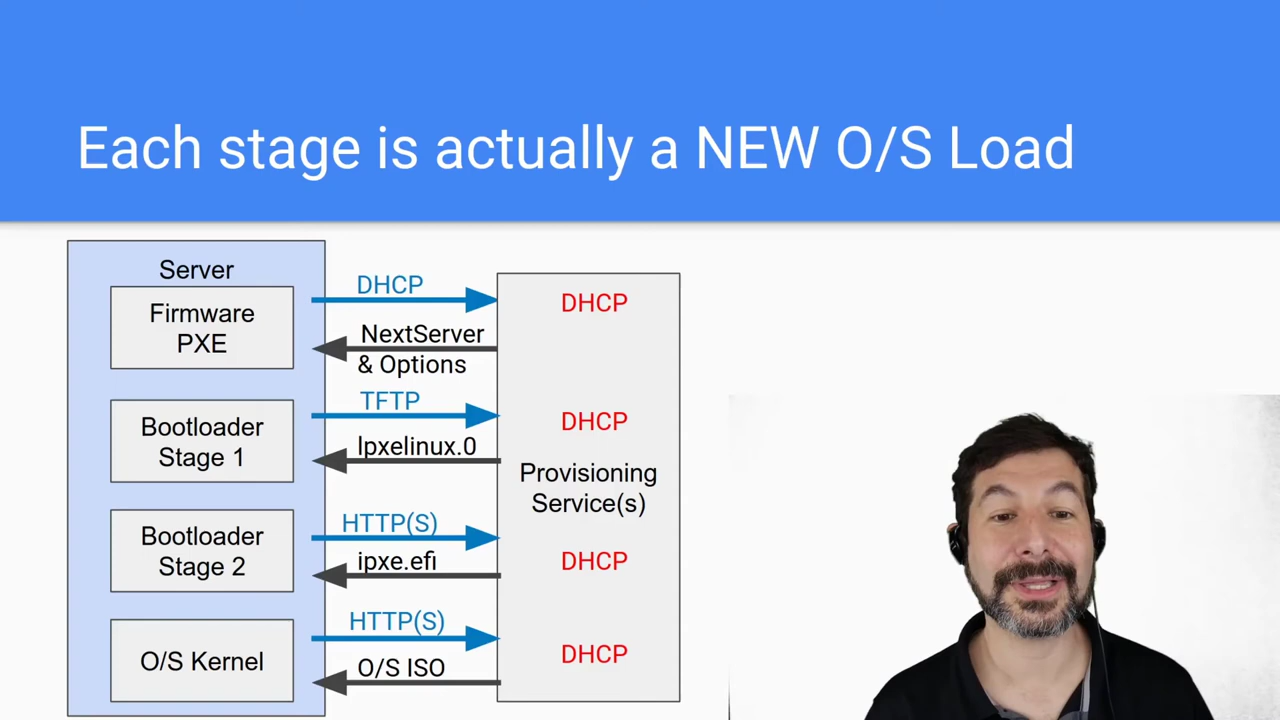 Each stage is actually a NEW O/S Load
Server
Firmware
PXE
DHCP
NextServer
& Options
DHCP
Bootloader
Stage 1
TFTP
lpxelinux.0
DHCP
Provisioning
Service(s)
Bootloader
Stage 2
HTTP(S)
ipxe.efi
DHCP
O/S Kernel
HTTP(S)
O/S ISO
DHCP